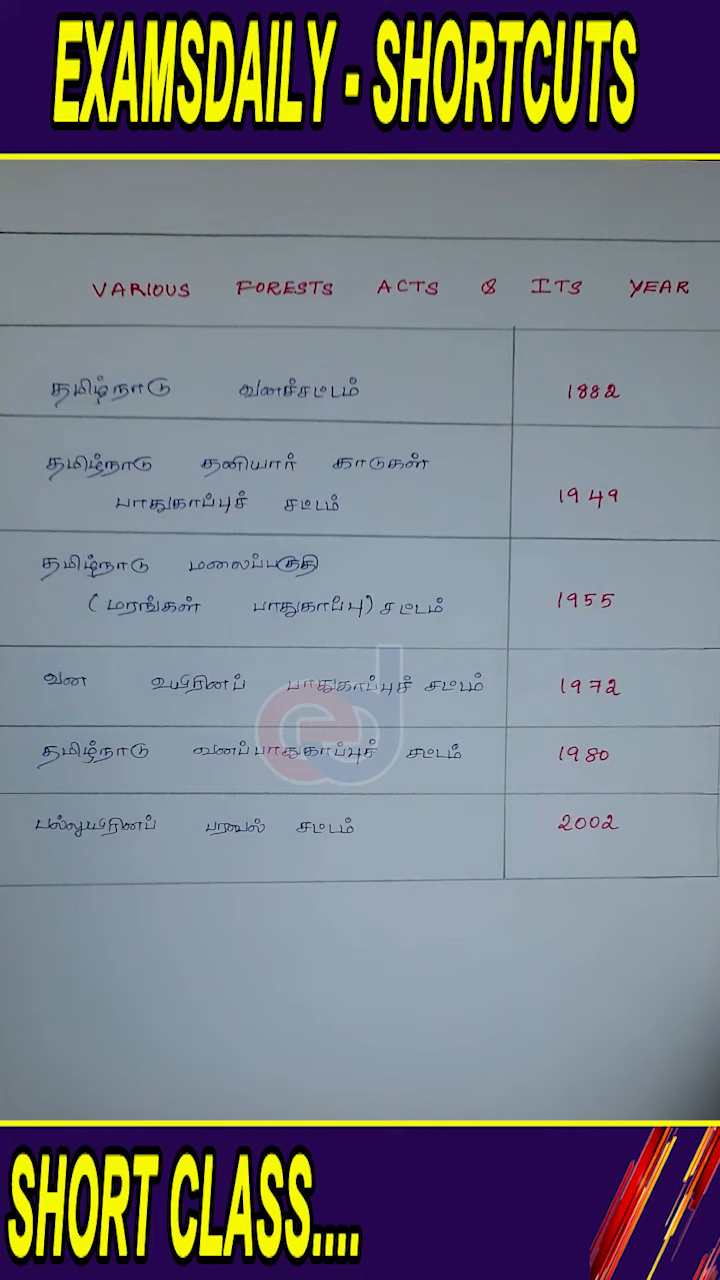 EXAMSDAILY - SHORTCUTS
VARIOUS FORESTS ACTS & ITS YEAR
தமிழ்நாடு வனச்சட்டம் 1882
தமிழ்நாடு தனியார் காடுகள்
பாதுகாப்புச் சட்டம் 1949
தமிழ்நாடு மலைப்பகுதி
(மரங்கள் பாதுகாப்பு) சட்டம் 1955
வன உயிரினப் பாதுகாப்புச் சட்டம் 1972
ed
தமிழ்நாடு வனப்பாதுகாப்புச் சட்டம் 1980
பல்லுயிரினப் பரவல் சட்டம் 2002
SHORT CLASS....